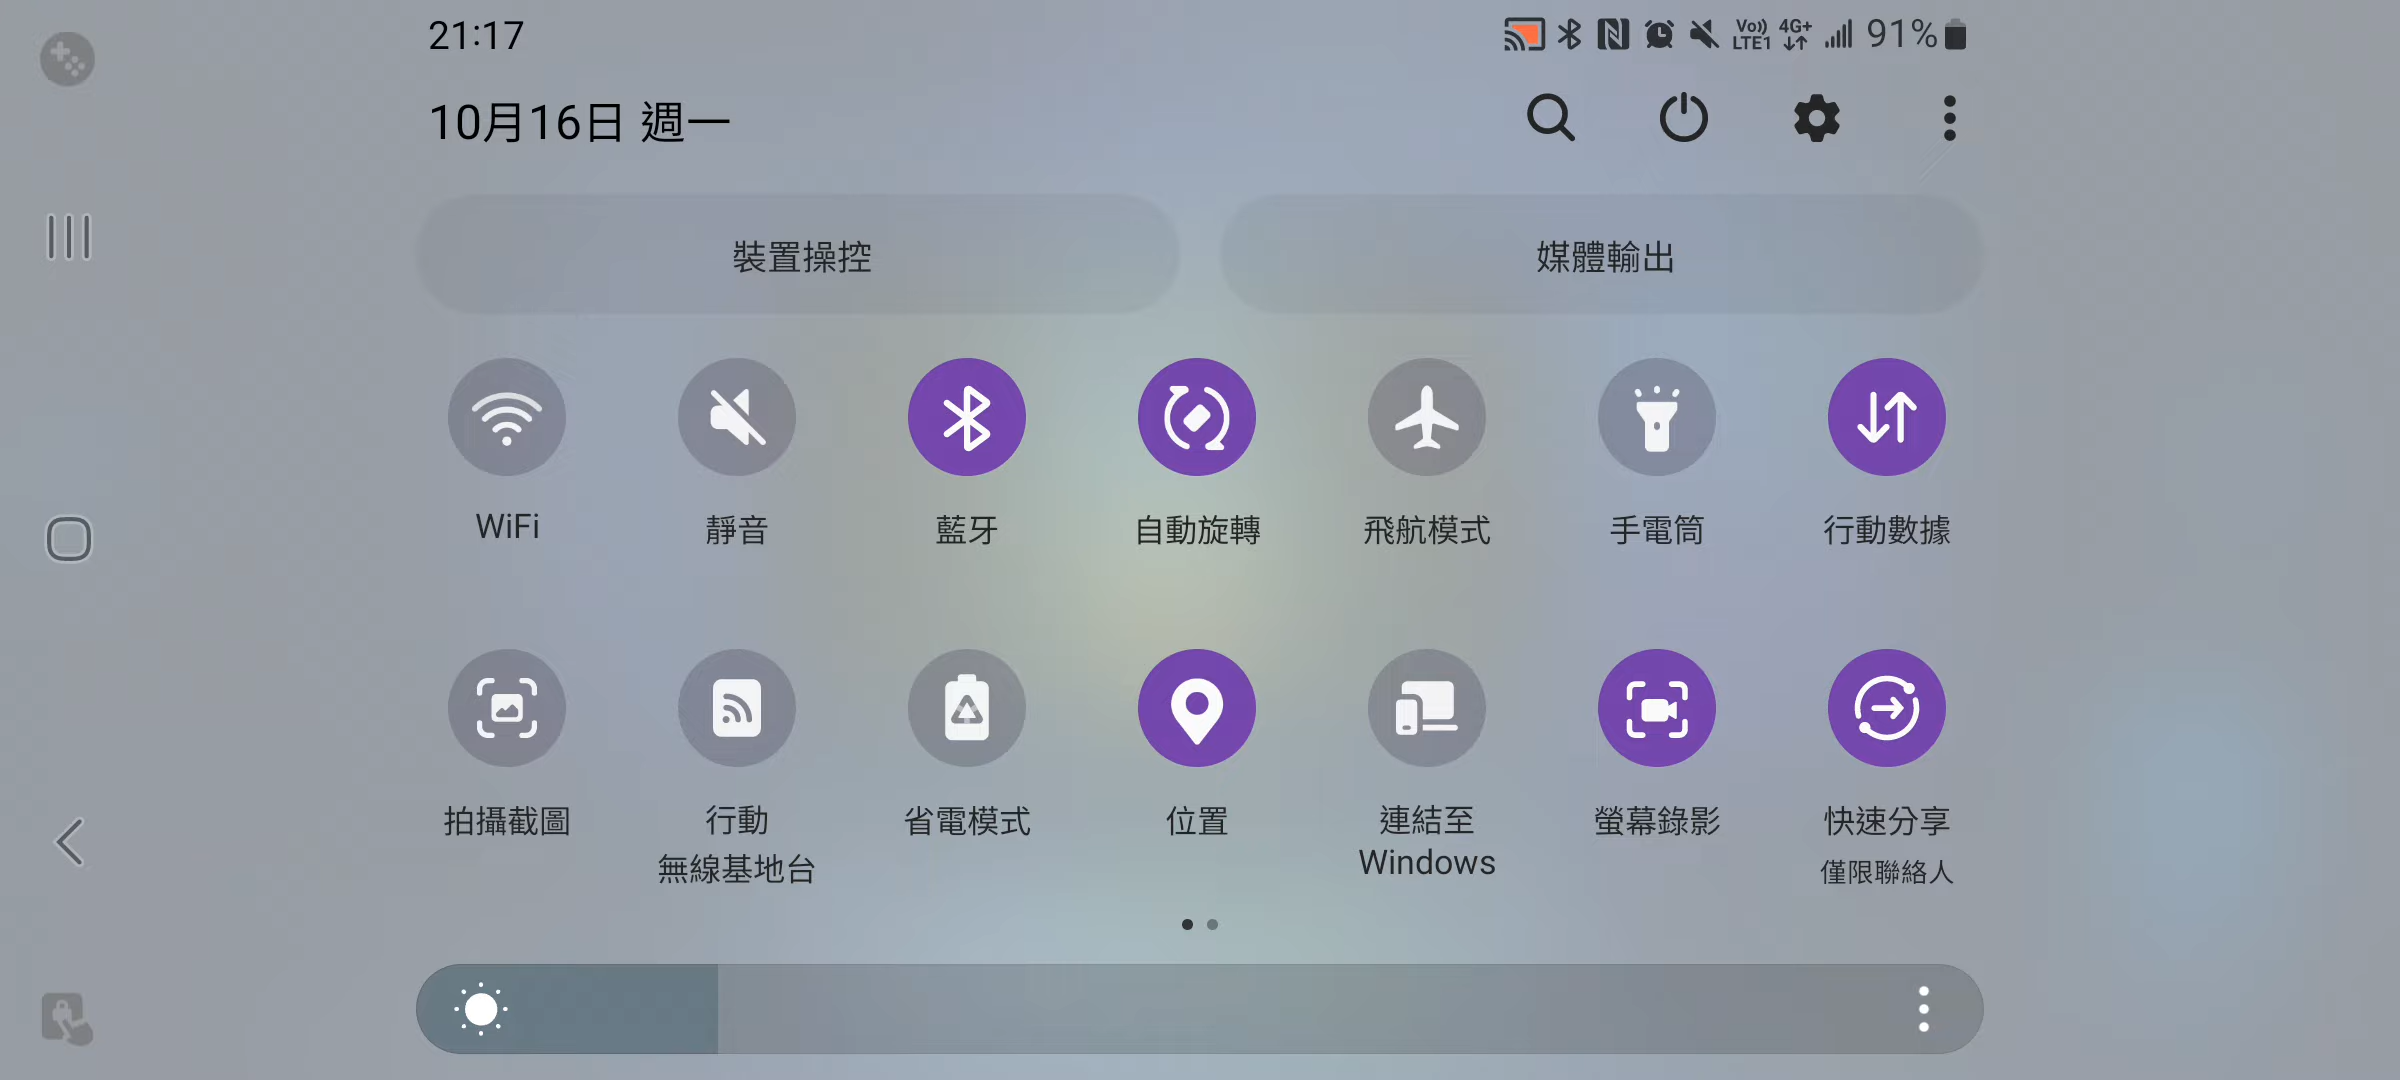 21:17
Vo)) LTE1 4G+ 91%
10月16日 週一
裝置操控
媒體輸出
WiFi
靜音
藍牙
自動旋轉
飛航模式
手電筒
行動數據
拍攝截圖
行動
無線基地台
省電模式
位置
連結至
Windows
螢幕錄影
快速分享
僅限聯絡人